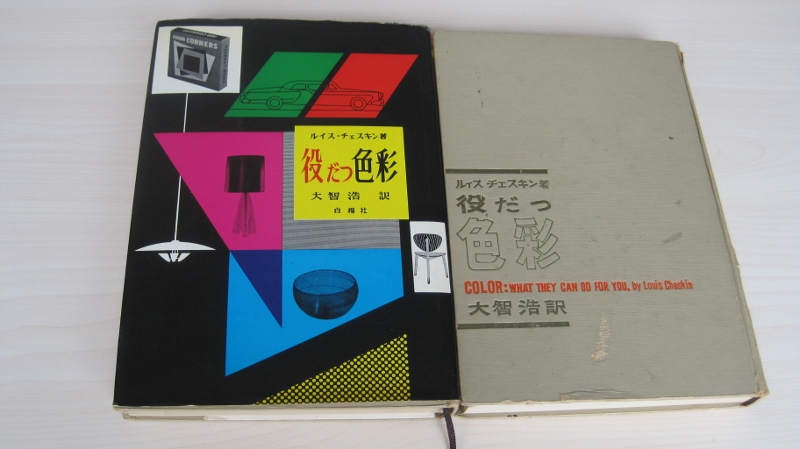 COLOR CORNERS
ルイス・チェスキン著
役だつ色彩
大智浩 訳
白揚社
ルイス チェスキン著
役だつ
色彩
COLOR: WHAT THEY CAN DO FOR YOU. by Louis Cheskin
大智浩訳